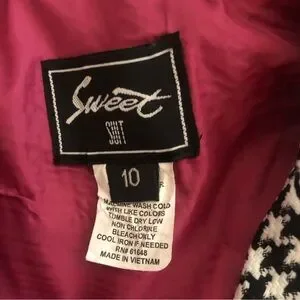 Sweet
SUIT
10
R
MACHINE WASH COLD
WITH LIKE COLORS
TUMBLE DRY LOW
NON CHLORINE
BLEACH ONLY
COOL IRON IF NEEDED
RN# 61648
MADE IN VIETNAM